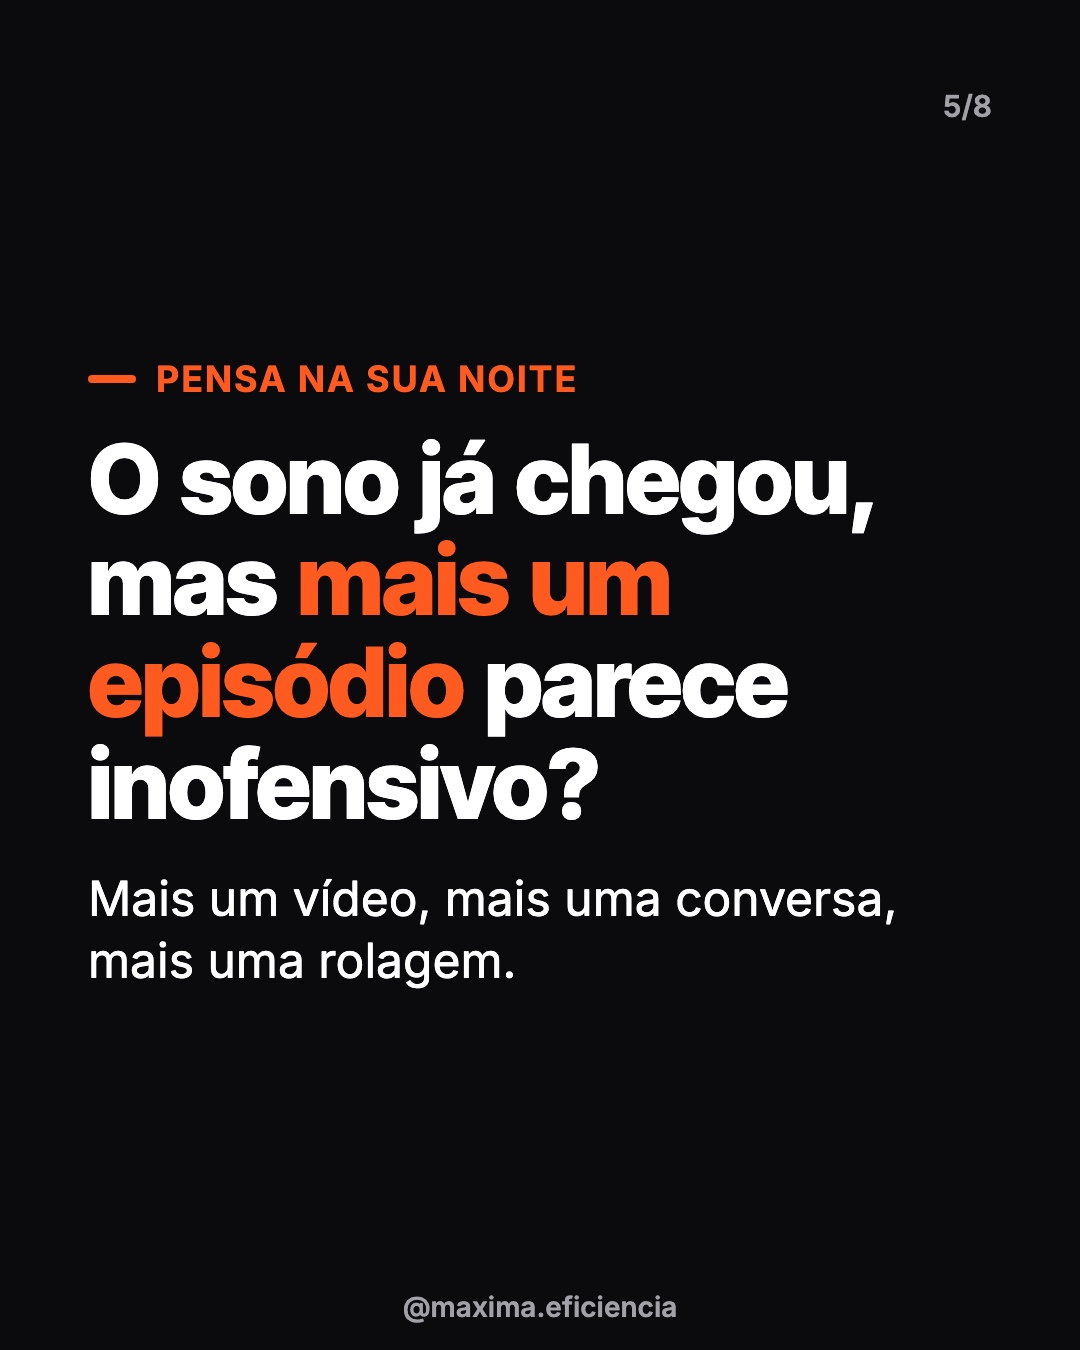 5/8
PENSA NA SUA NOITE
O sono já chegou,
mas mais um
episódio parece
inofensivo?
Mais um vídeo, mais uma conversa,
mais uma rolagem.
@maxima.eficiencia